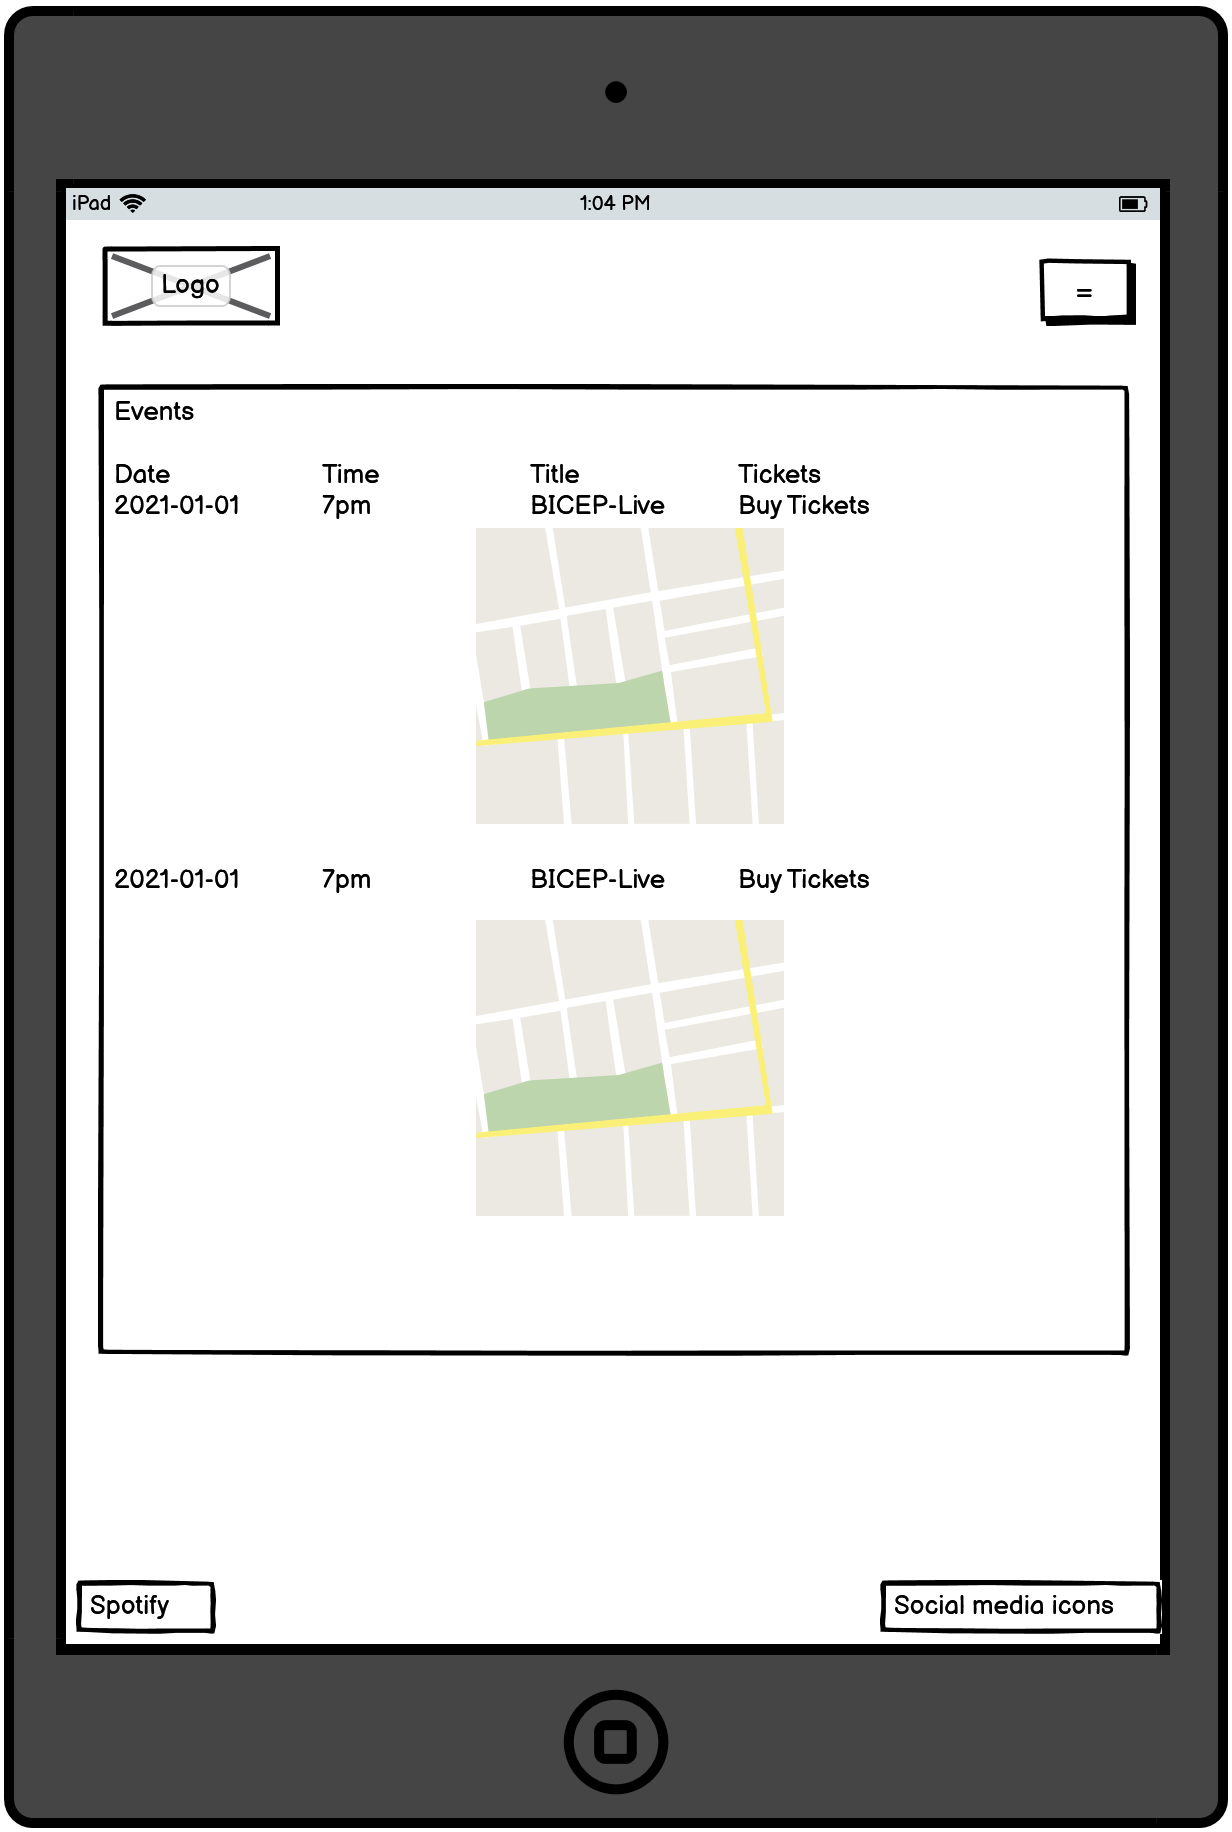 iPad 1:04 PM
Logo
=
Events
Date Time Title Tickets
2021-01-01 7pm BICEP-Live Buy Tickets
2021-01-01 7pm BICEP-Live Buy Tickets
Spotify Social media icons